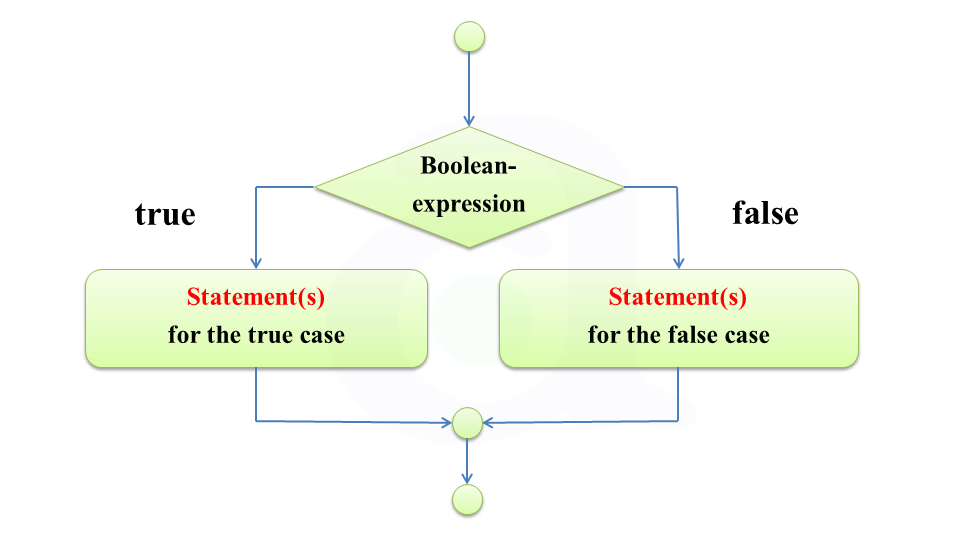 Boolean-
expression
true
false
Statement(s)
for the true case
Statement(s)
for the false case